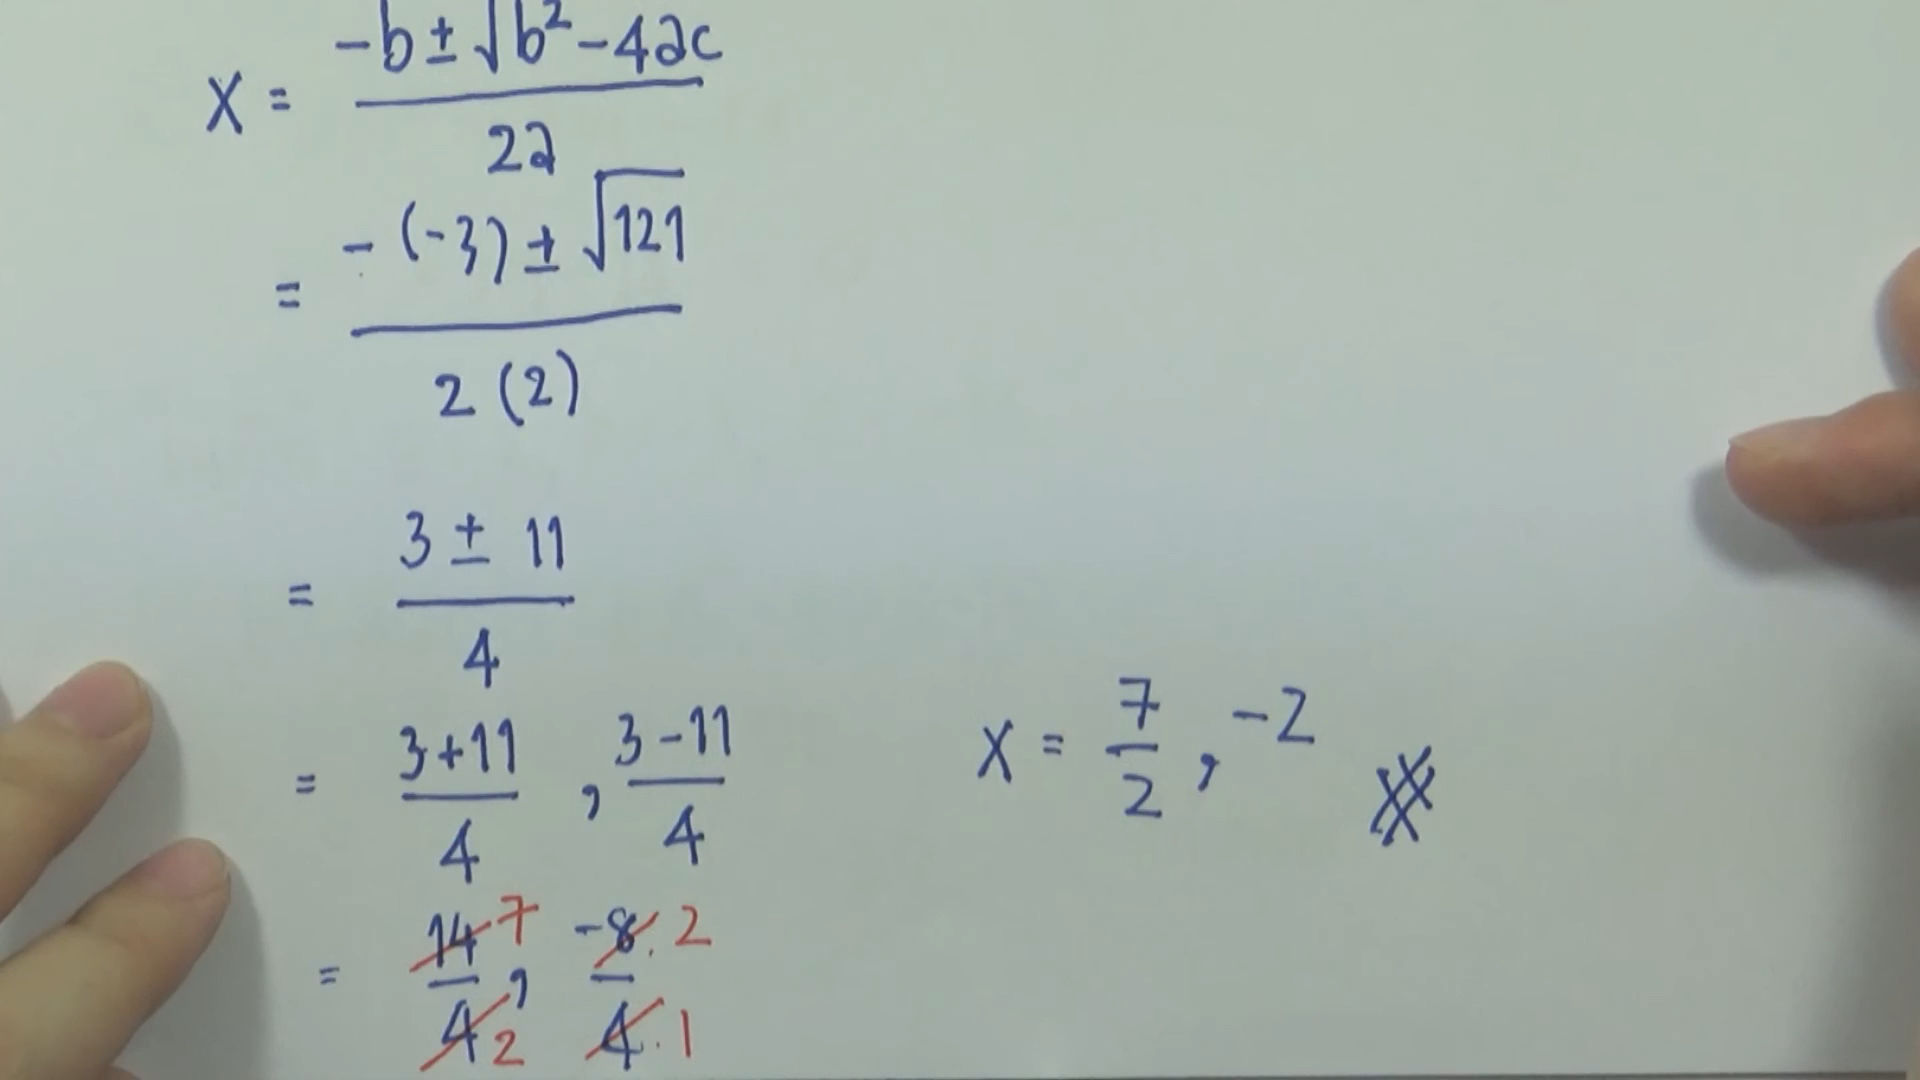 x = (-b ± √b² - 4ac) / 2a
= (-(-3) ± √121) / 2(2)
= (3 ± 11) / 4
= (3+11)/4 , (3-11)/4
x = 7/2 , -2
= 14/4 7/2 , -8/4 2/1